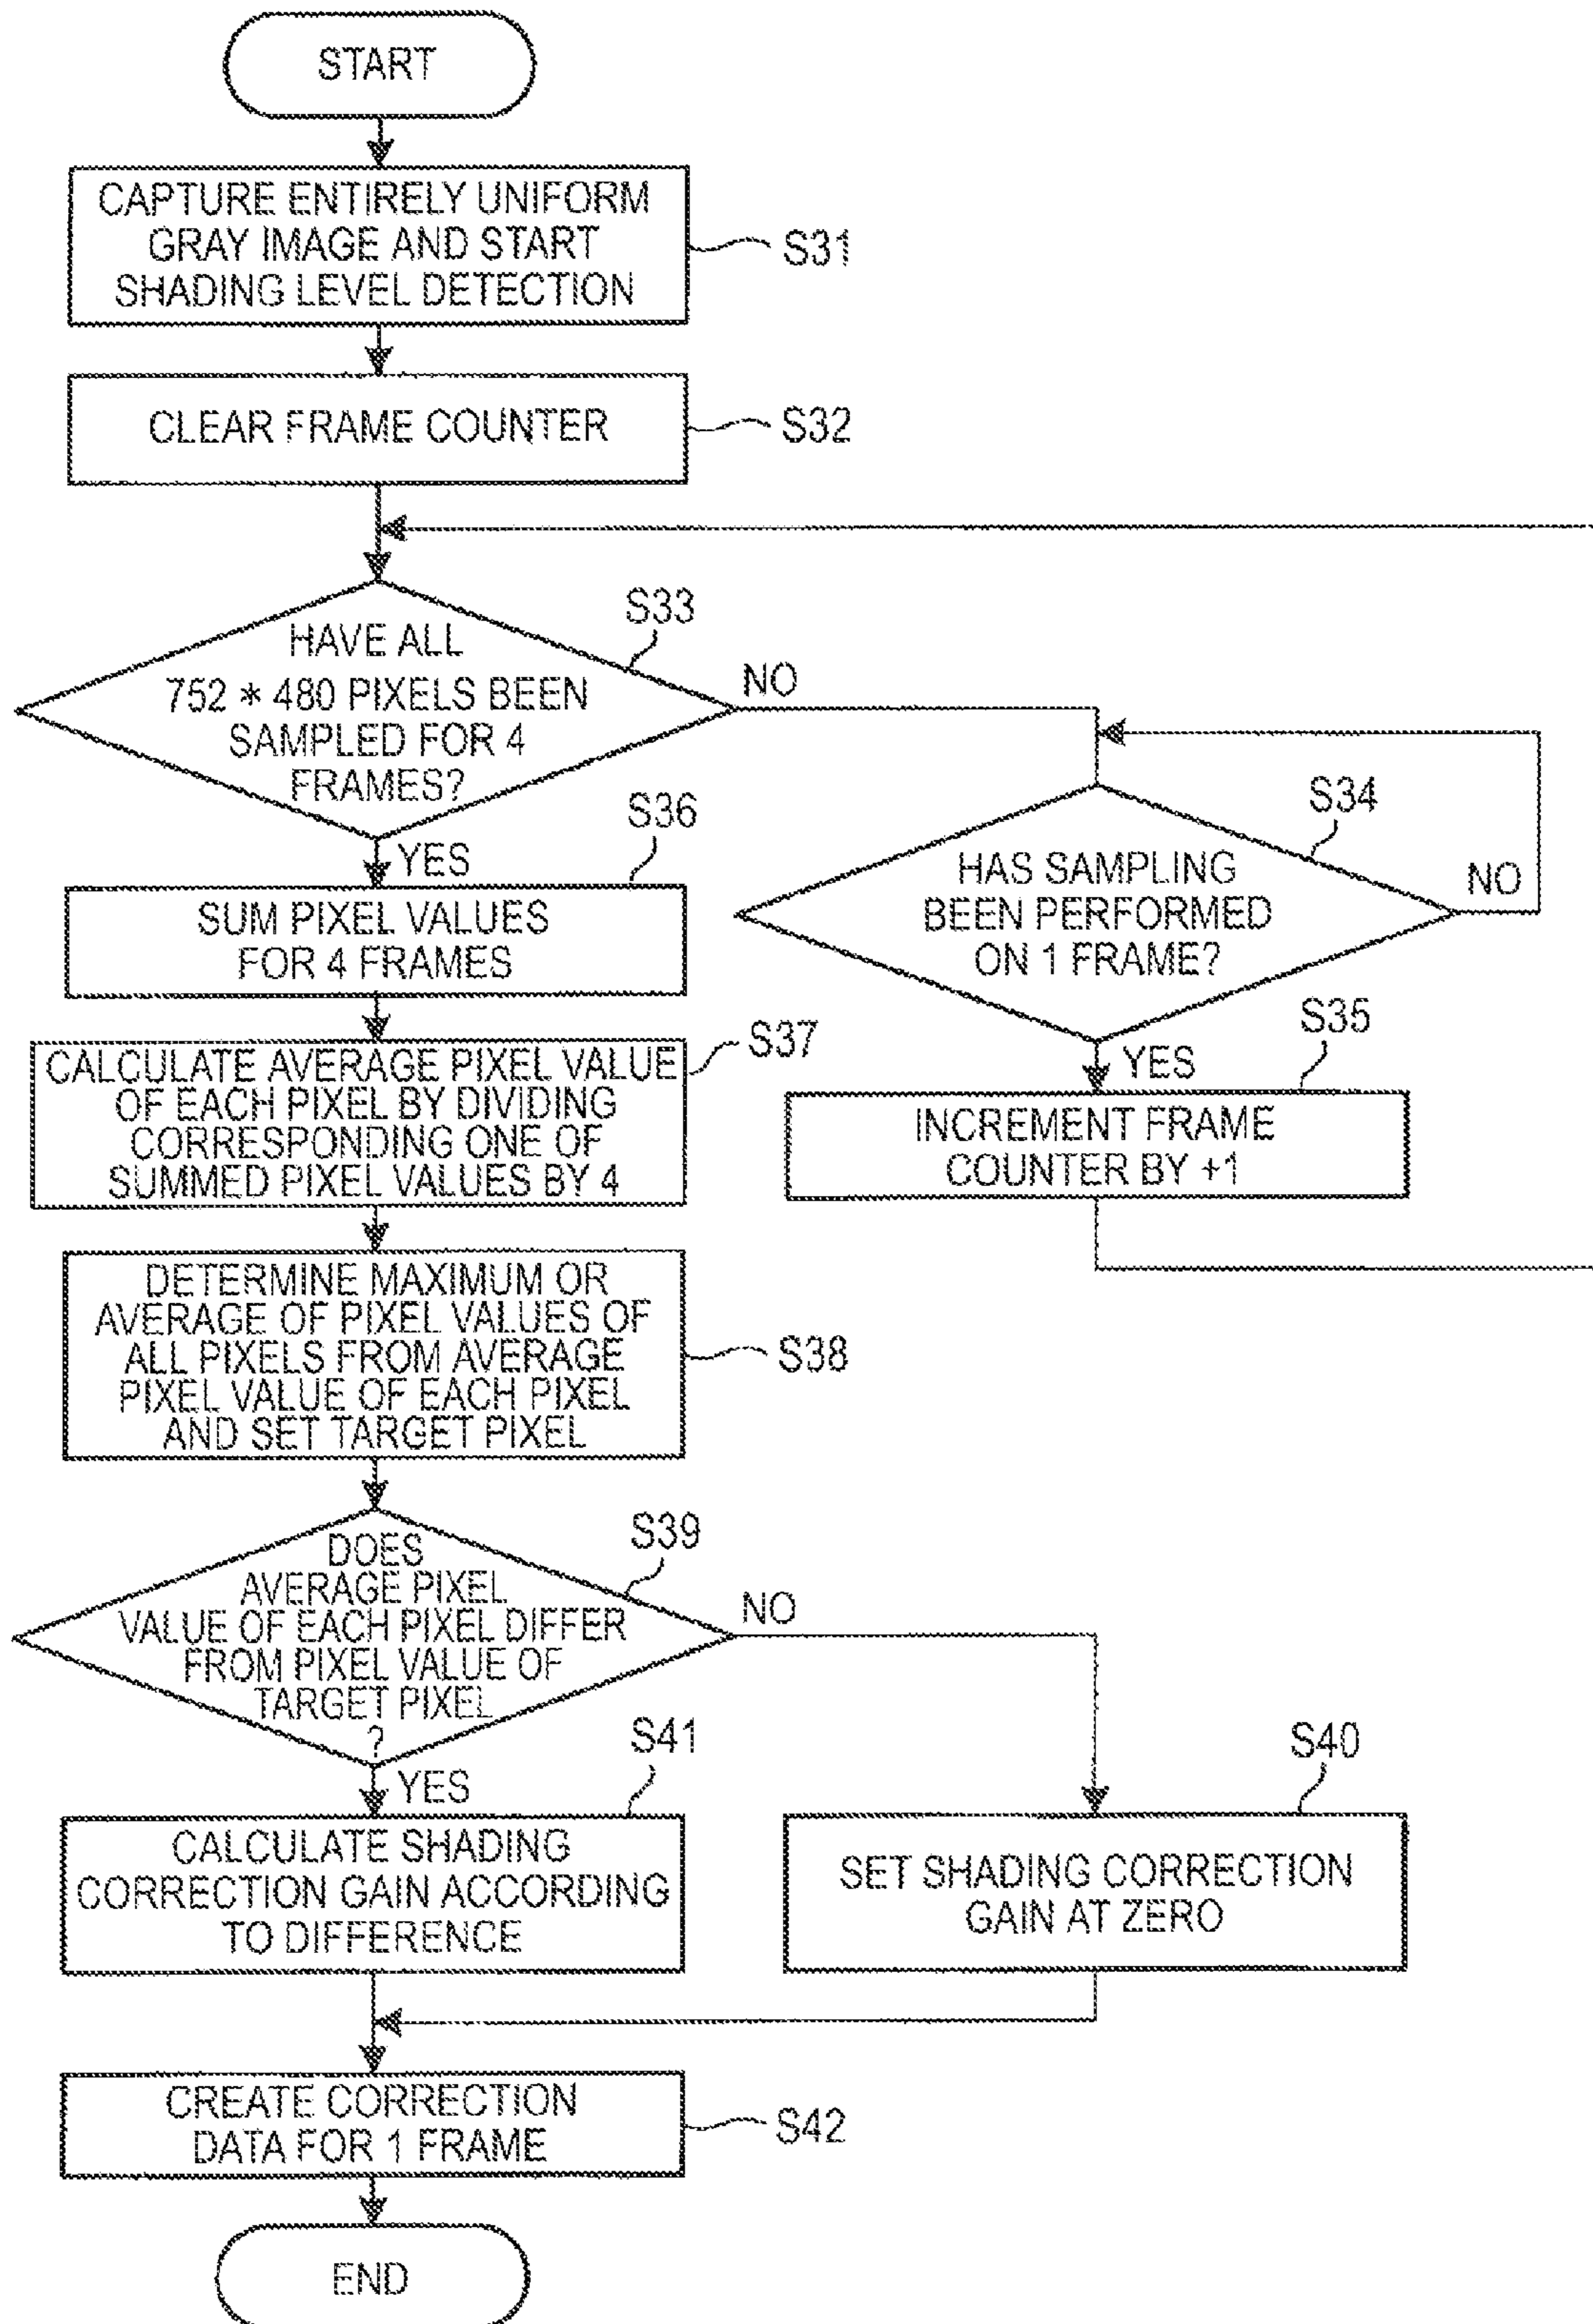 START
CAPTURE ENTIRELY UNIFORM
GRAY IMAGE AND START
SHADING LEVEL DETECTION
S31
CLEAR FRAME COUNTER
S32
HAVE ALL
752 * 480 PIXELS BEEN
SAMPLED FOR 4
FRAMES?
S33
NO
YES
HAS SAMPLING
BEEN PERFORMED
ON 1 FRAME?
S34
NO
YES
INCREMENT FRAME
COUNTER BY +1
S35
SUM PIXEL VALUES
FOR 4 FRAMES
S36
CALCULATE AVERAGE PIXEL VALUE
OF EACH PIXEL BY DIVIDING
CORRESPONDING ONE OF
SUMMED PIXEL VALUES BY 4
S37
DETERMINE MAXIMUM OR
AVERAGE OF PIXEL VALUES OF
ALL PIXELS FROM AVERAGE
PIXEL VALUE OF EACH PIXEL
AND SET TARGET PIXEL
S38
DOES
AVERAGE PIXEL
VALUE OF EACH PIXEL DIFFER
FROM PIXEL VALUE OF
TARGET PIXEL
?
S39
NO
YES
SET SHADING CORRECTION
GAIN AT ZERO
S40
CALCULATE SHADING
CORRECTION GAIN ACCORDING
TO DIFFERENCE
S41
CREATE CORRECTION
DATA FOR 1 FRAME
S42
END